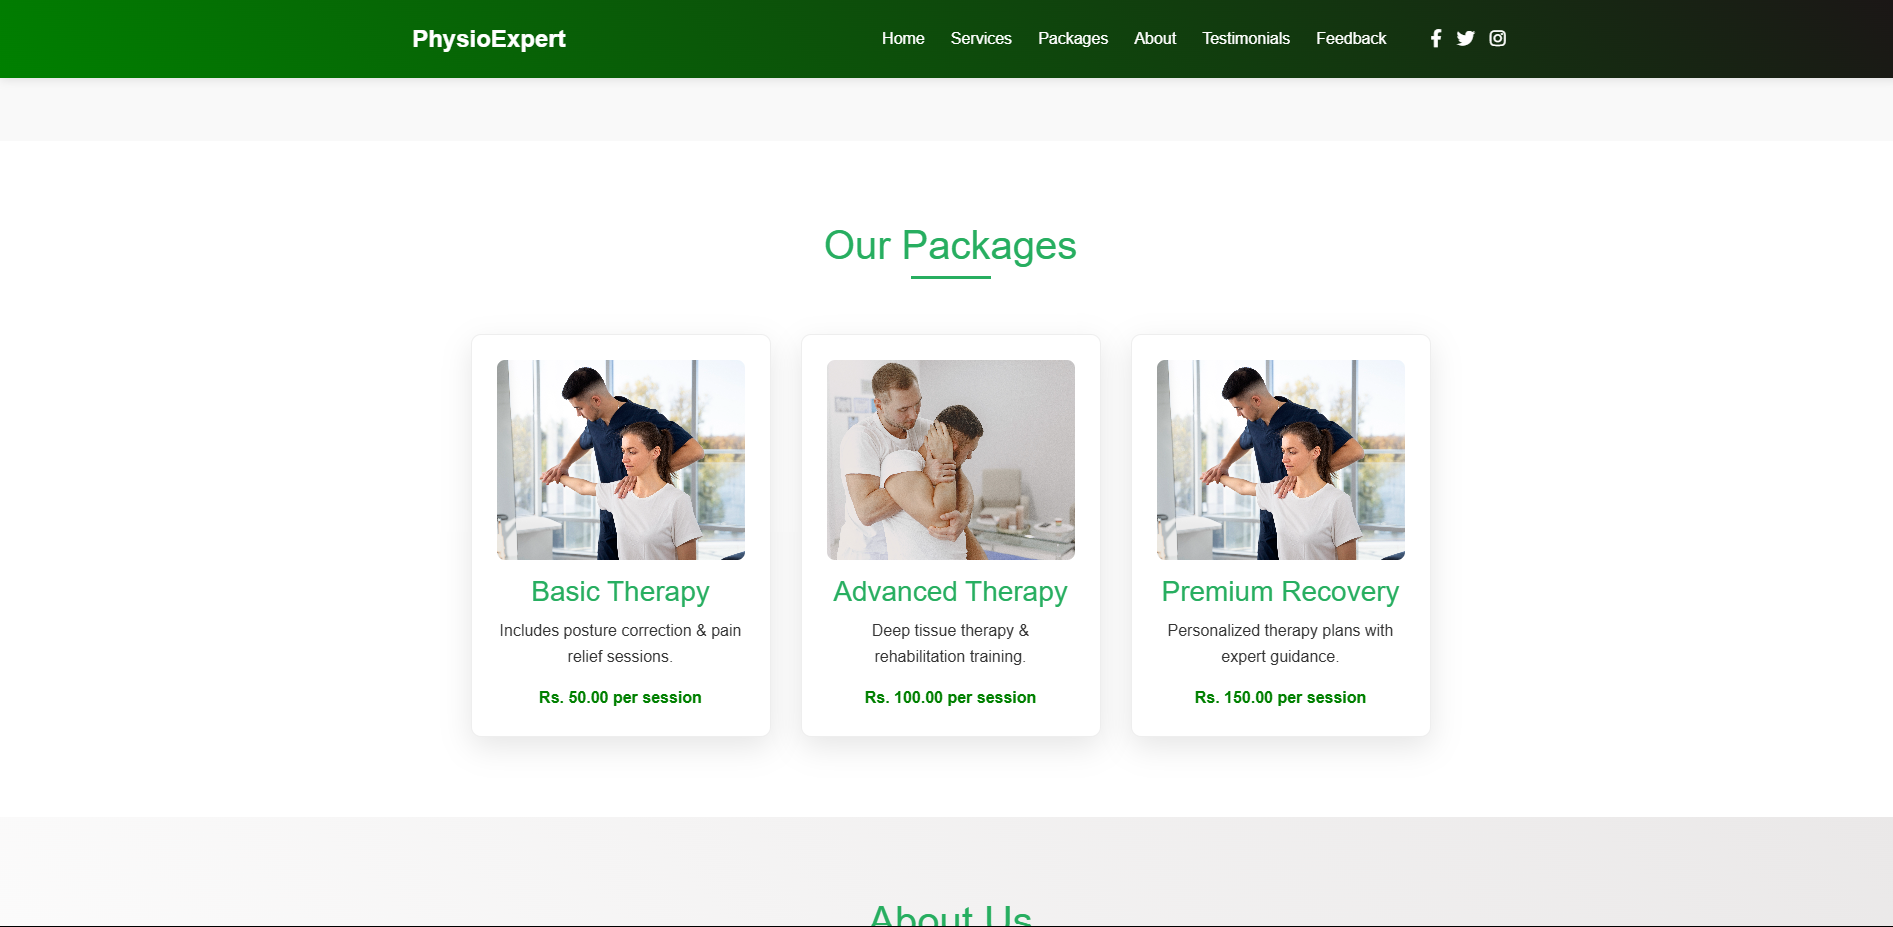 PhysioExpert
Home Services Packages About Testimonials Feedback
Our Packages
Basic Therapy
Includes posture correction & pain
relief sessions.
Rs. 50.00 per session
Advanced Therapy
Deep tissue therapy &
rehabilitation training.
Rs. 100.00 per session
Premium Recovery
Personalized therapy plans with
expert guidance.
Rs. 150.00 per session
About Us